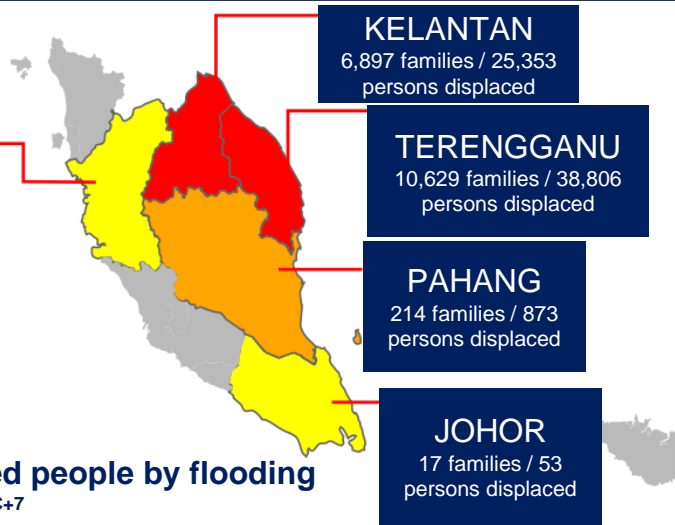 KELANTAN
6,897 families / 25,353
persons displaced
TERENGGANU
10,629 families / 38,806
persons displaced
PAHANG
214 families / 873
persons displaced
JOHOR
17 families / 53
persons displaced
people by flooding
+7